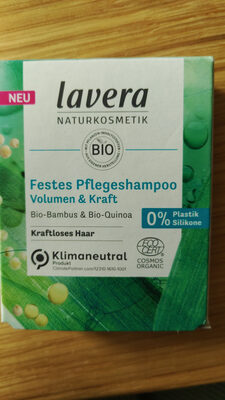 NEU
lavera
NATURKOSMETIK
BIO
Festes Pflegeshampoo
Volumen & Kraft
Bio-Bambus & Bio-Quinoa
0% Plastik
Silikone
Kraftloses Haar
Klimaneutral
Produkt
ECO
CERT
COSMOS
ORGANIC